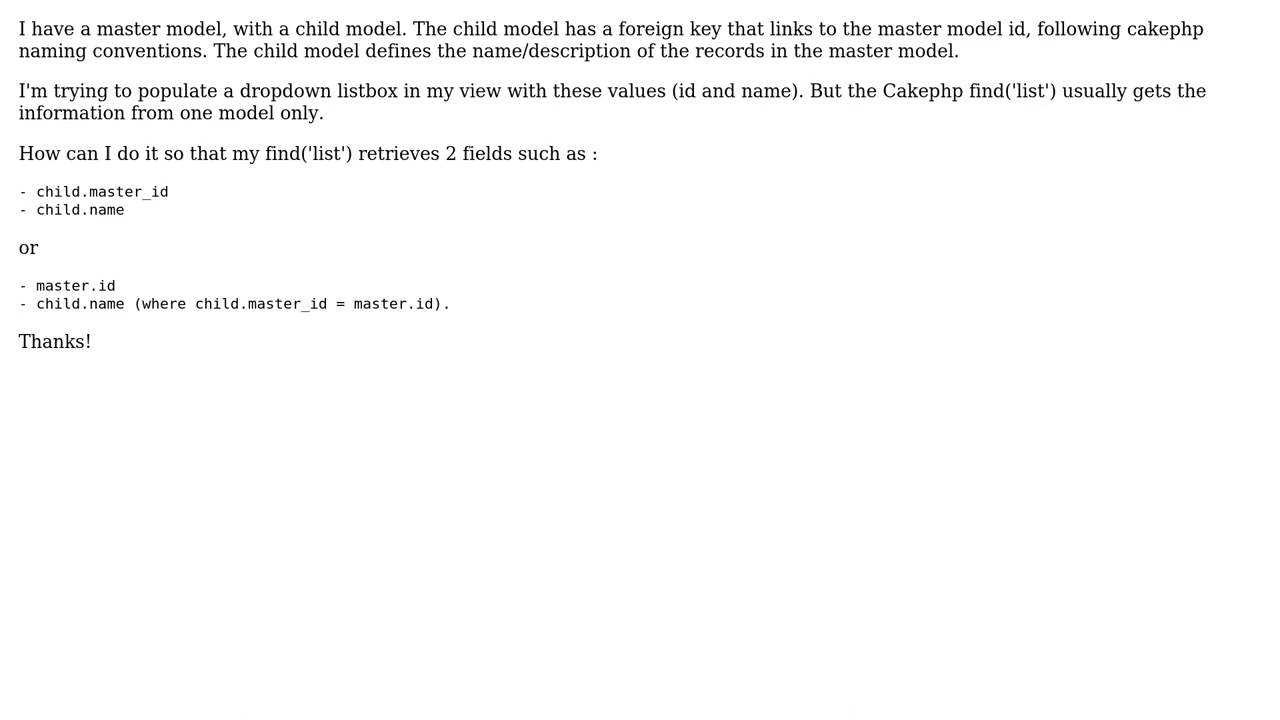 I have a master model, with a child model. The child model has a foreign key that links to the master model id, following cakephp
naming conventions. The child model defines the name/description of the records in the master model.
I'm trying to populate a dropdown listbox in my view with these values (id and name). But the Cakephp find('list') usually gets the
information from one model only.
How can I do it so that my find('list') retrieves 2 fields such as :
- child.master_id
- child.name
or
- master.id
- child.name (where child.master_id = master.id).
Thanks!